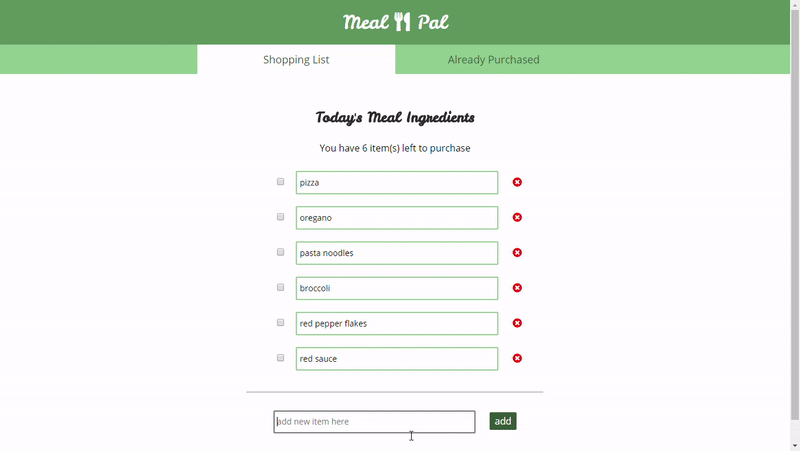 Meal Pal
Shopping List
Already Purchased
Today's Meal Ingredients
You have 6 item(s) left to purchase
pizza
oregano
pasta noodles
broccoli
red pepper flakes
red sauce
add new item here
add